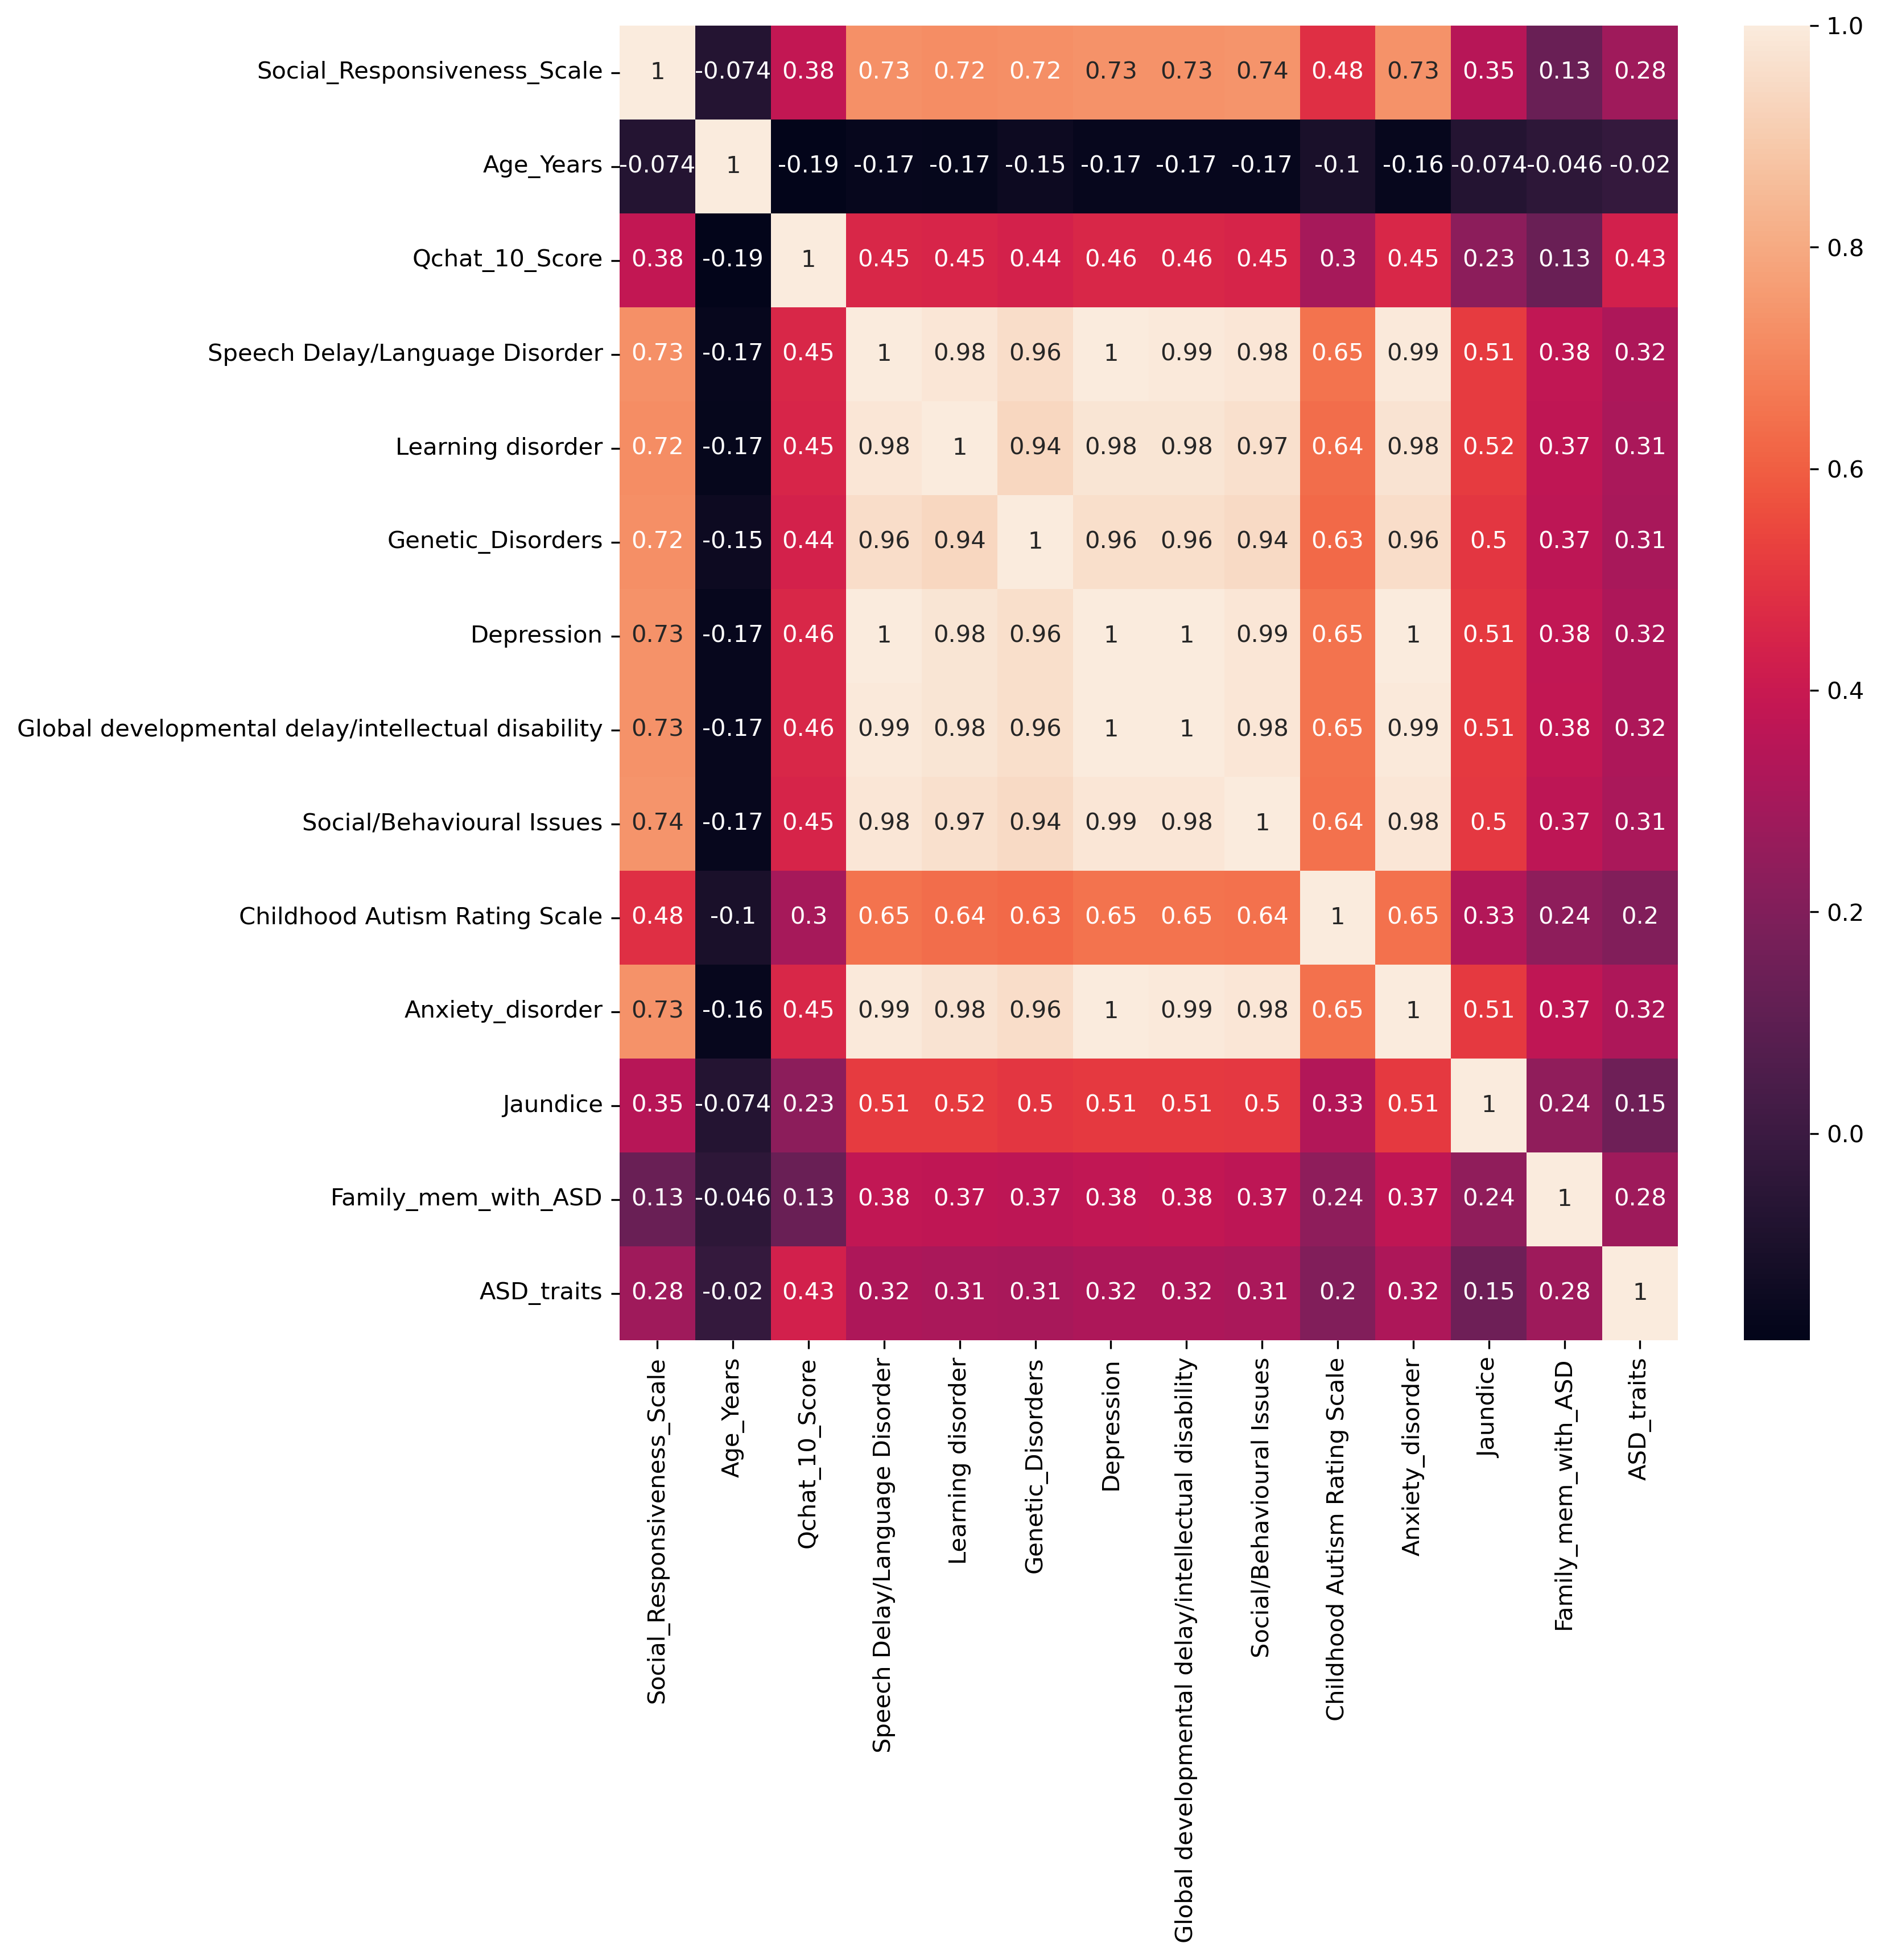 Social_Responsiveness_Scale 1 -0.074 0.38 0.73 0.72 0.72 0.73 0.73 0.74 0.48 0.73 0.35 0.13 0.28
Age_Years -0.074 1 -0.19 -0.17 -0.17 -0.15 -0.17 -0.17 -0.17 -0.1 -0.16 -0.074 -0.046 -0.02
Qchat_10_Score 0.38 -0.19 1 0.45 0.45 0.44 0.46 0.46 0.45 0.3 0.45 0.23 0.13 0.43
Speech Delay/Language Disorder 0.73 -0.17 0.45 1 0.98 0.96 1 0.99 0.98 0.65 0.99 0.51 0.38 0.32
Learning disorder 0.72 -0.17 0.45 0.98 1 0.94 0.98 0.98 0.97 0.64 0.98 0.52 0.37 0.31
Genetic_Disorders 0.72 -0.15 0.44 0.96 0.94 1 0.96 0.96 0.94 0.63 0.96 0.5 0.37 0.31
Depression 0.73 -0.17 0.46 1 0.98 0.96 1 1 0.99 0.65 1 0.51 0.38 0.32
Global developmental delay/intellectual disability 0.73 -0.17 0.46 0.99 0.98 0.96 1 1 0.98 0.65 0.99 0.51 0.38 0.32
Social/Behavioural Issues 0.74 -0.17 0.45 0.98 0.97 0.94 0.99 0.98 1 0.64 0.98 0.5 0.37 0.31
Childhood Autism Rating Scale 0.48 -0.1 0.3 0.65 0.64 0.63 0.65 0.65 0.64 1 0.65 0.33 0.24 0.2
Anxiety_disorder 0.73 -0.16 0.45 0.99 0.98 0.96 1 0.99 0.98 0.65 1 0.51 0.37 0.32
Jaundice 0.35 -0.074 0.23 0.51 0.52 0.5 0.51 0.51 0.5 0.33 0.51 1 0.24 0.15
Family_mem_with_ASD 0.13 -0.046 0.13 0.38 0.37 0.37 0.38 0.38 0.37 0.24 0.37 0.24 1 0.28
ASD_traits 0.28 -0.02 0.43 0.32 0.31 0.31 0.32 0.32 0.31 0.2 0.32 0.15 0.28 1
Social_Responsiveness_Scale
Age_Years
Qchat_10_Score
Speech Delay/Language Disorder
Learning disorder
Genetic_Disorders
Depression
Global developmental delay/intellectual disability
Social/Behavioural Issues
Childhood Autism Rating Scale
Anxiety_disorder
Jaundice
Family_mem_with_ASD
ASD_traits
1.0
0.8
0.6
0.4
0.2
0.0